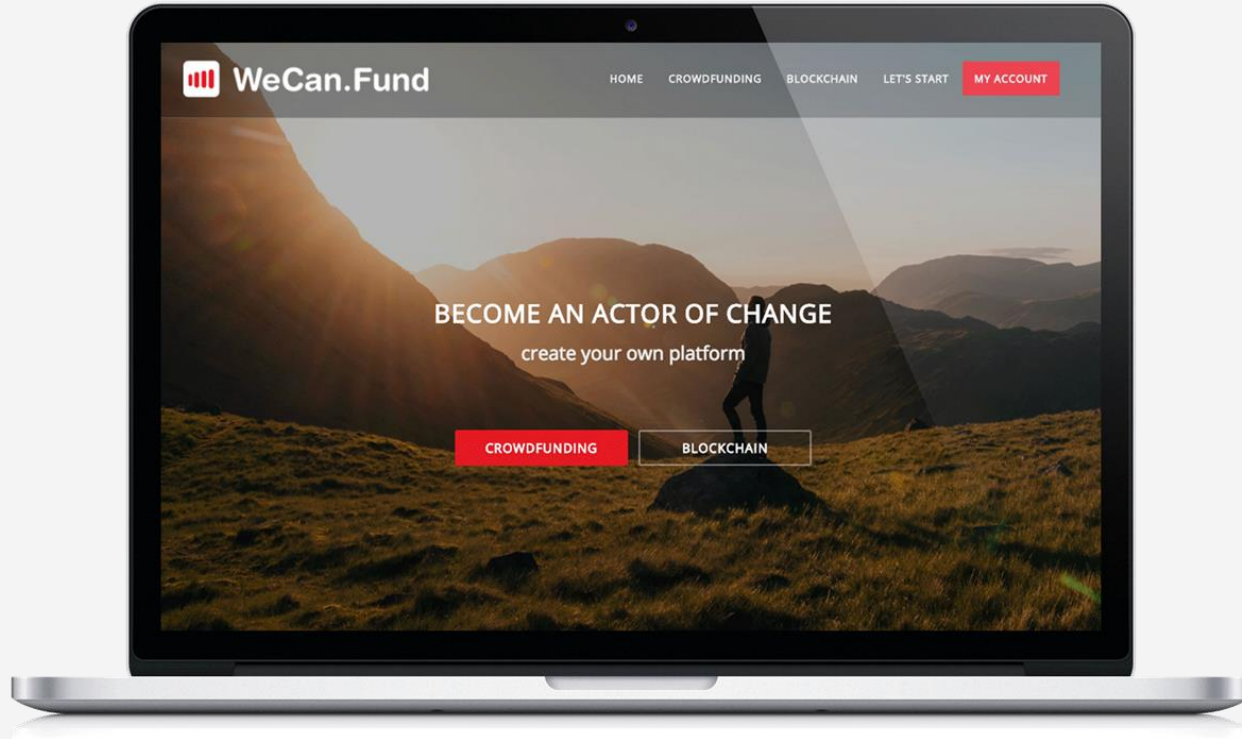 WeCan.Fund
HOME CROWDFUNDING BLOCKCHAIN LET'S START MY ACCOUNT
BECOME AN ACTOR OF CHANGE
create your own platform
CROWDFUNDING BLOCKCHAIN